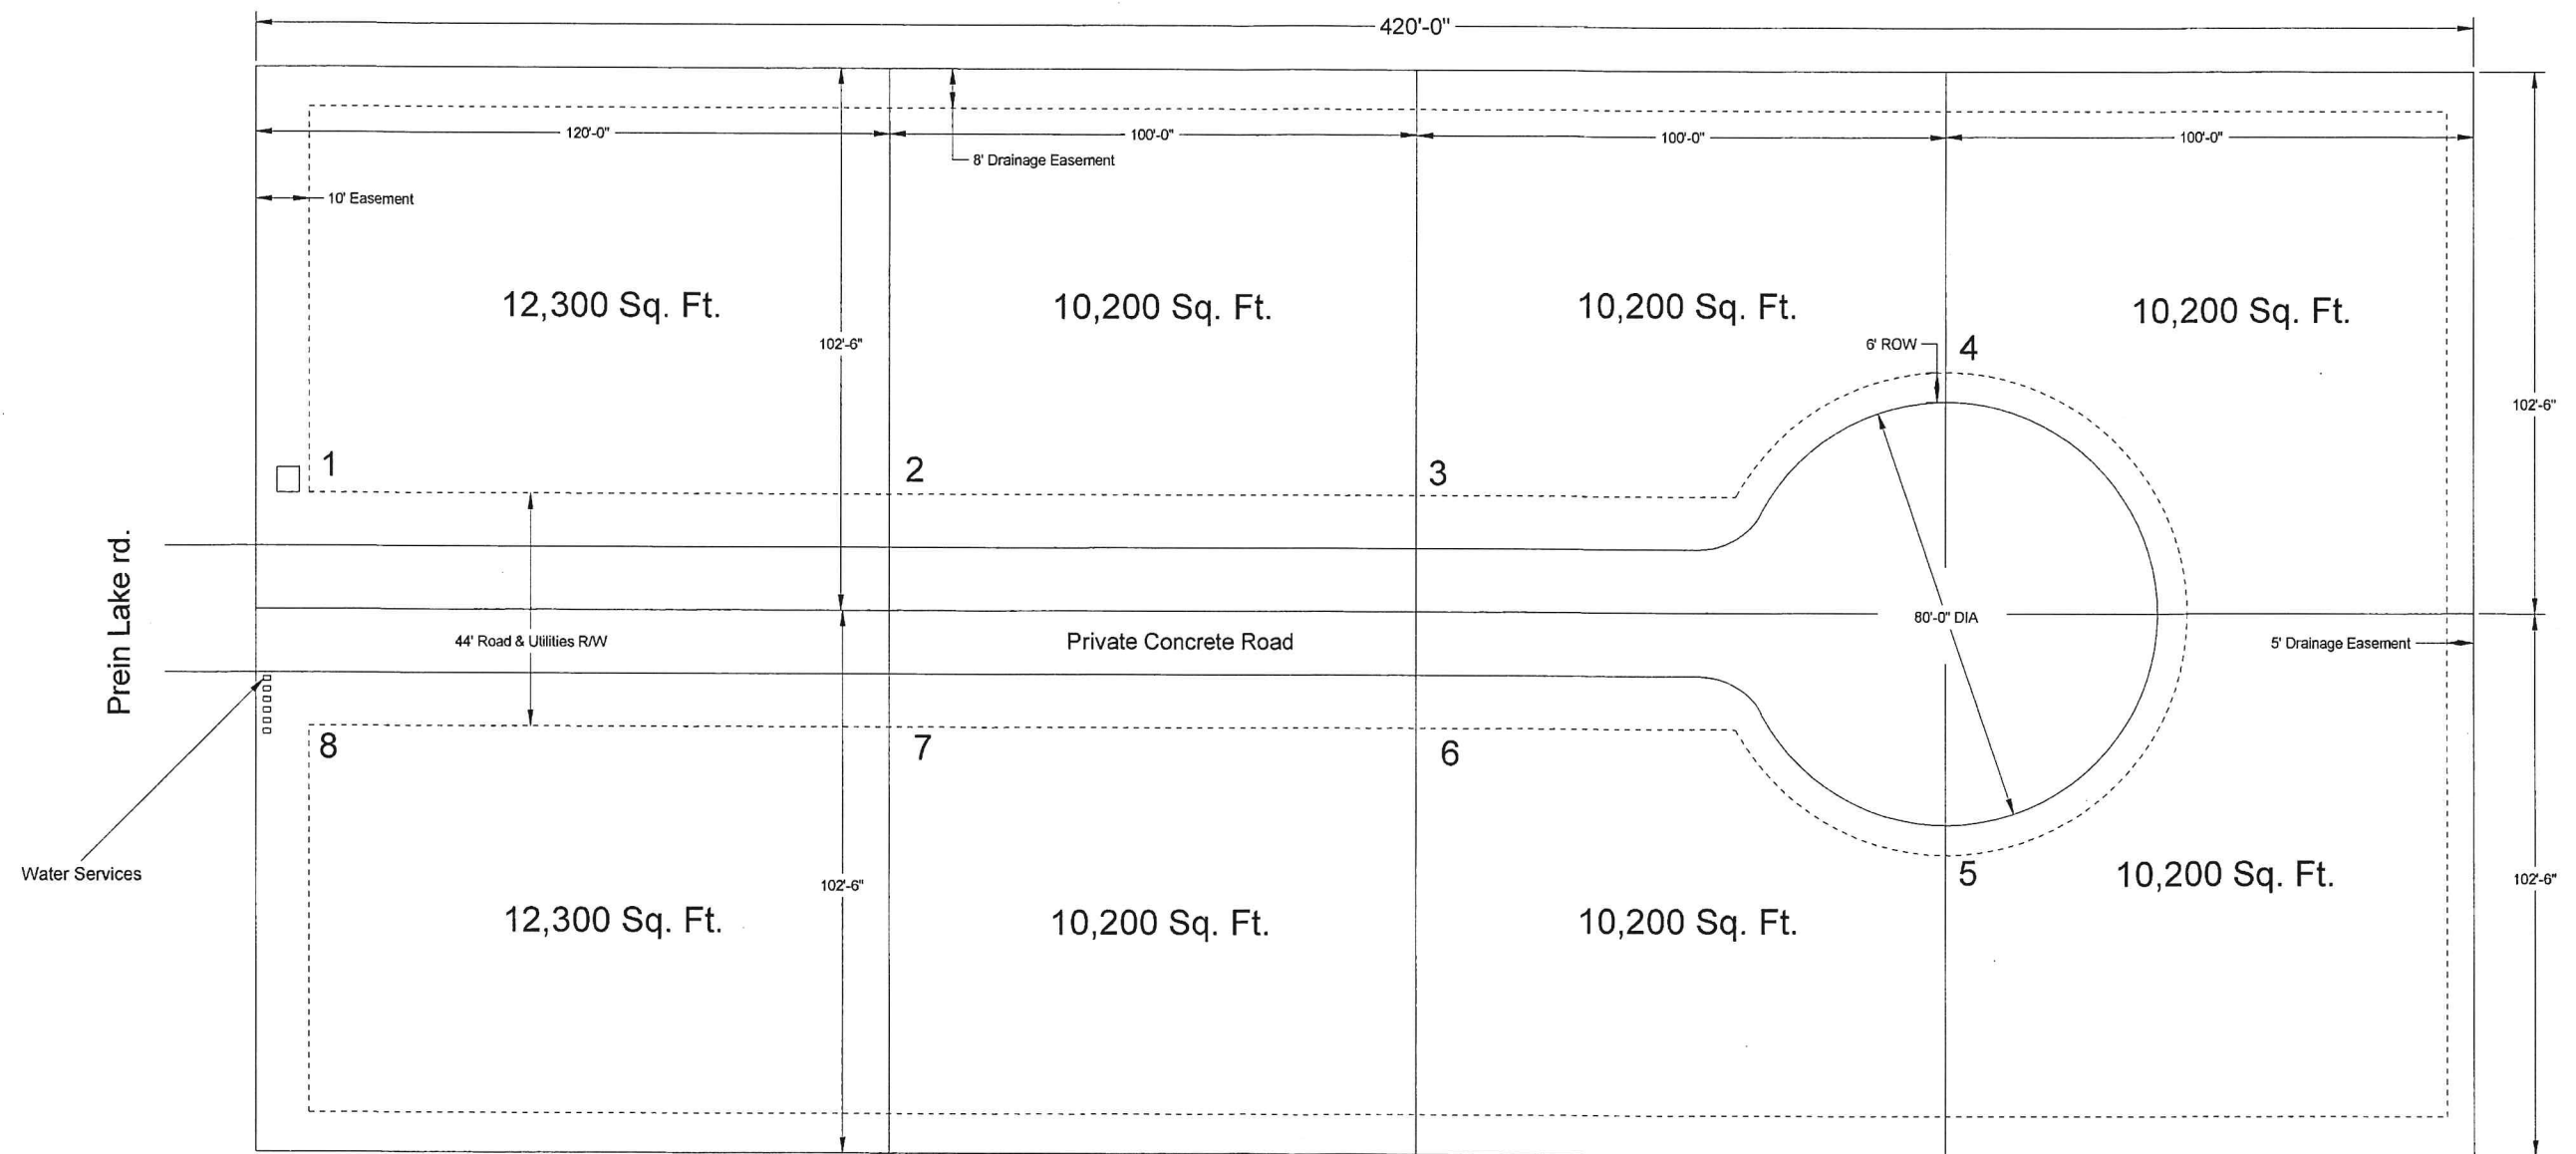 420'-0"
120'-0"
100'-0"
100'-0"
100'-0"
8' Drainage Easement
10' Easement
12,300 Sq. Ft.
10,200 Sq. Ft.
10,200 Sq. Ft.
10,200 Sq. Ft.
102'-6"
6' ROW
4
102'-6"
1
2
3
Prein Lake rd.
44' Road & Utilities R/W
Private Concrete Road
80'-0" DIA
5' Drainage Easement
8
7
6
Water Services
102'-6"
5
10,200 Sq. Ft.
102'-6"
12,300 Sq. Ft.
10,200 Sq. Ft.
10,200 Sq. Ft.